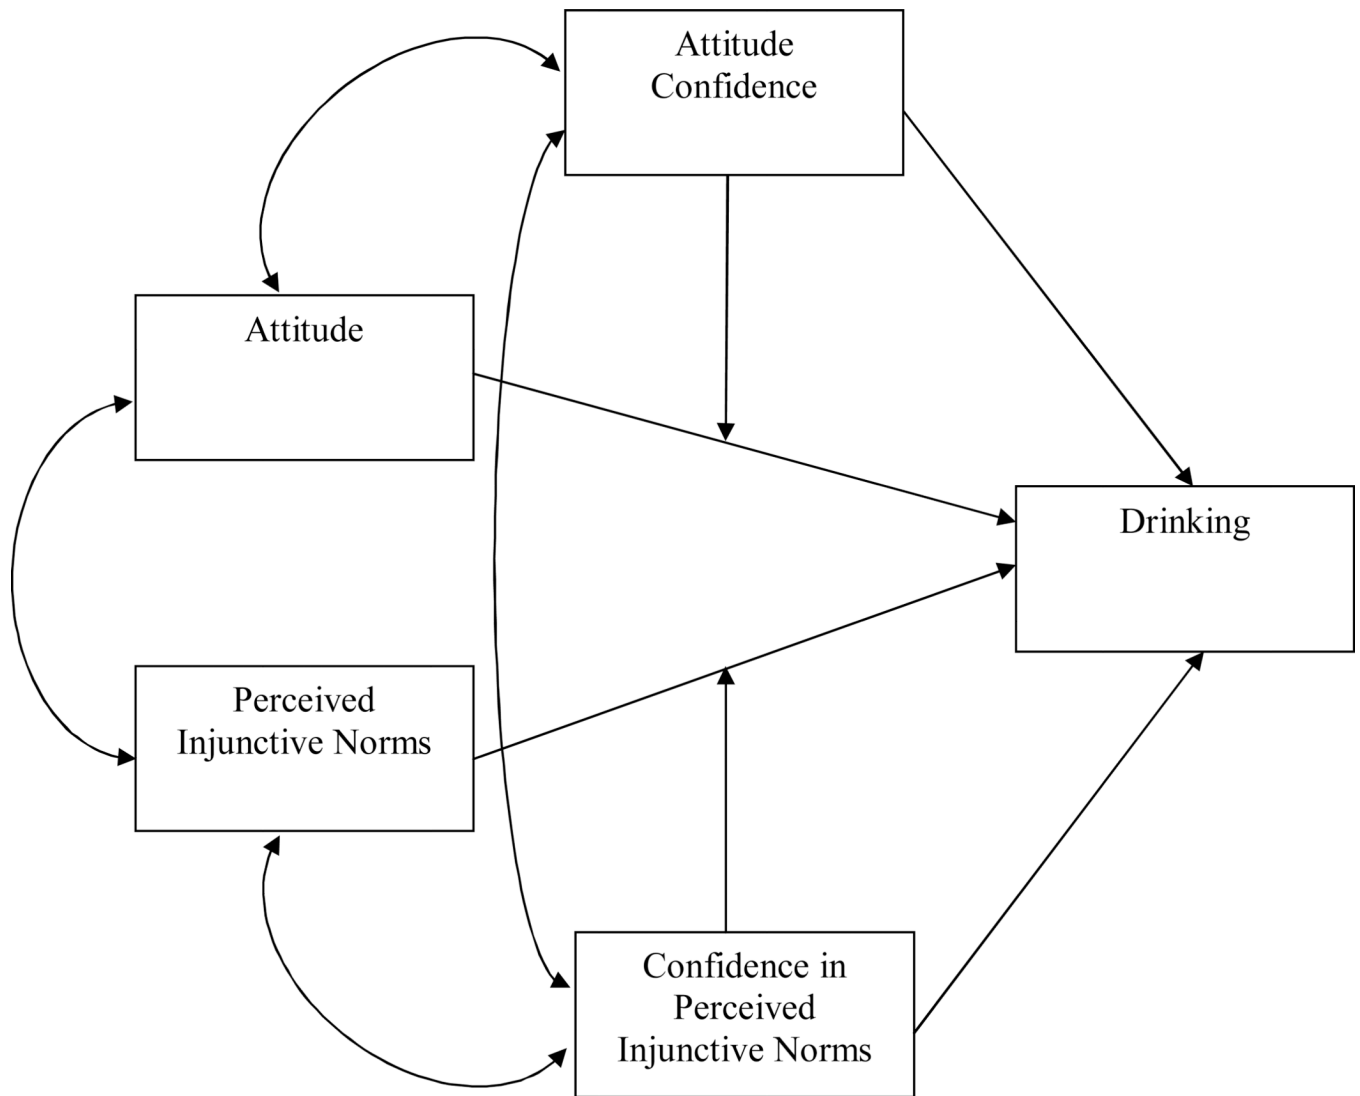 Attitude
Confidence
Attitude
Drinking
Perceived
Injunctive Norms
Confidence in
Perceived
Injunctive Norms